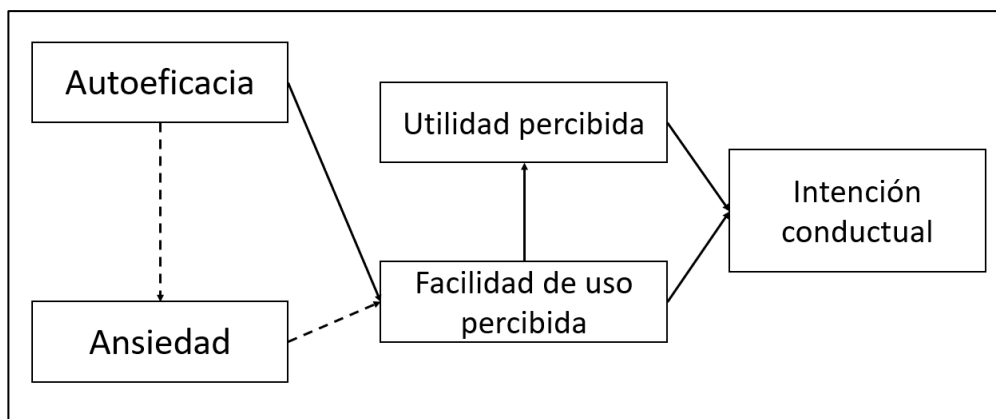 Autoeficacia
Utilidad percibida
Intención
conductual
Facilidad de uso
percibida
Ansiedad